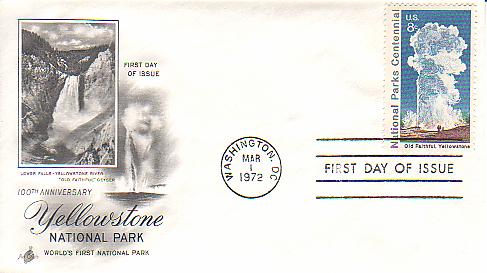 FIRST DAY
OF ISSUE
LOWER FALLS - YELLOWSTONE RIVER
"OLD FAITHFUL" GEYSER
100TH ANNIVERSARY
Yellowstone
NATIONAL PARK
WORLD'S FIRST NATIONAL PARK
WASHINGTON, DC
MAR
1
1972
National Parks Centennial
U.S.
8c
Old Faithful, Yellowstone
FIRST DAY OF ISSUE